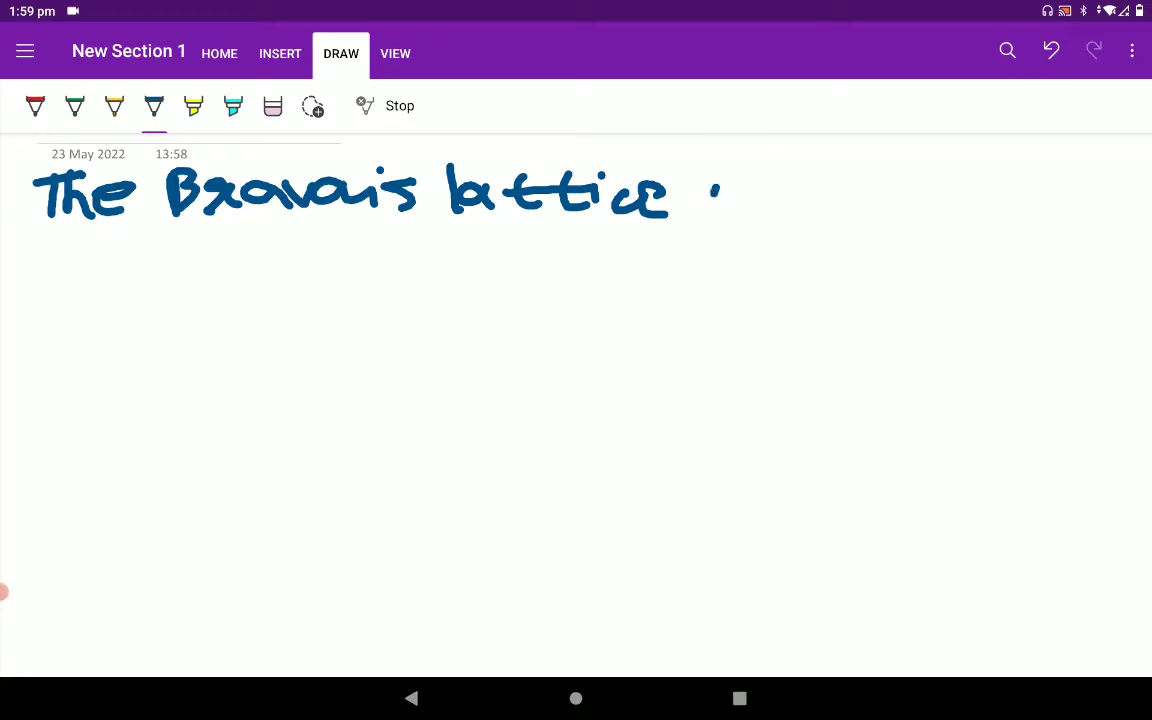 1:59 pm
New Section 1 HOME INSERT DRAW VIEW
Stop
23 May 2022 13:58
The Bravais lattice